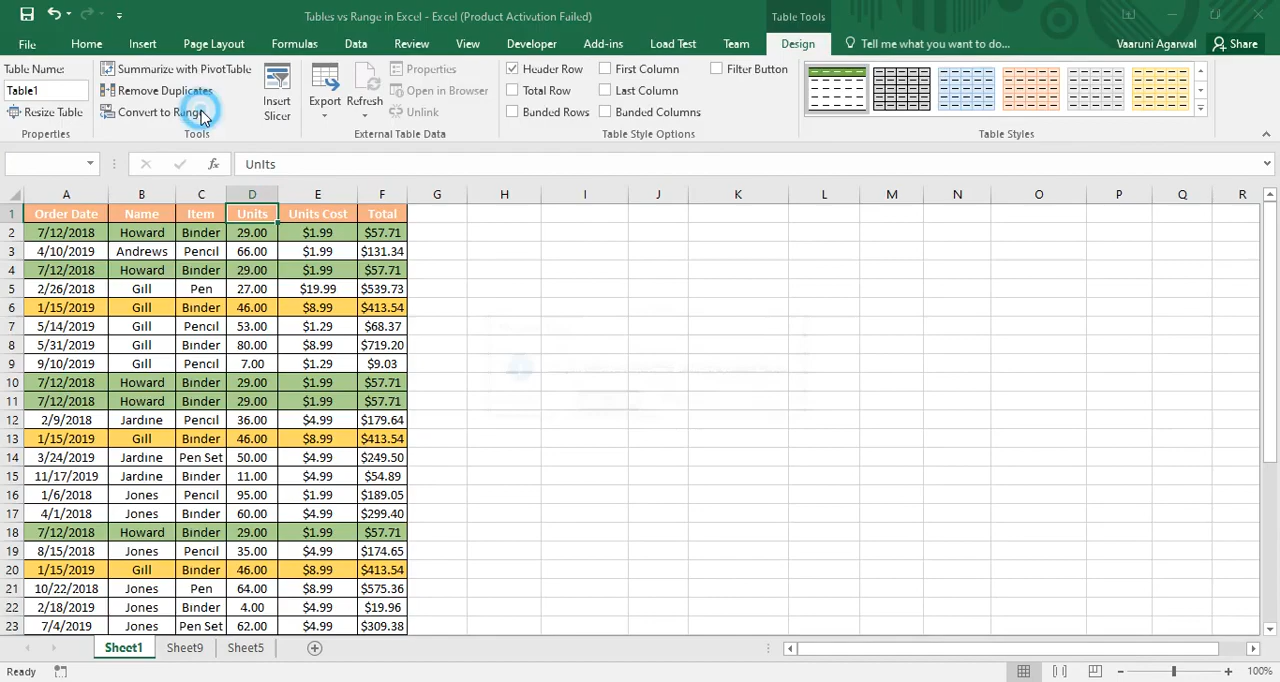 Tables vs Range in Excel - Excel (Product Activation Failed)
Table Tools
File Home Insert Page Layout Formulas Data Review View Developer Add-ins Load Test Team Design Tell me what you want to do... Vaaruni Agarwal Share
Table Name:
Table1
Resize Table
Properties
Summarize with PivotTable
Remove Duplicates
Convert to Range
Tools
Insert
Slicer
Export
Refresh
Properties
Open in Browser
Unlink
External Table Data
Header Row First Column Filter Button
Total Row Last Column
Banded Rows Banded Columns
Table Style Options
Table Styles
fx Units
A B C D E F G H I J K L M N O P Q R
1 Order Date Name Item Units Units Cost Total
2 7/12/2018 Howard Binder 29.00 $1.99 $57.71
3 4/10/2019 Andrews Pencil 66.00 $1.99 $131.34
4 7/12/2018 Howard Binder 29.00 $1.99 $57.71
5 2/26/2018 Gill Pen 27.00 $19.99 $539.73
6 1/15/2019 Gill Binder 46.00 $8.99 $413.54
7 5/14/2019 Gill Pencil 53.00 $1.29 $68.37
8 5/31/2019 Gill Binder 80.00 $8.99 $719.20
9 9/10/2019 Gill Pencil 7.00 $1.29 $9.03
10 7/12/2018 Howard Binder 29.00 $1.99 $57.71
11 7/12/2018 Howard Binder 29.00 $1.99 $57.71
12 2/9/2018 Jardine Pencil 36.00 $4.99 $179.64
13 1/15/2019 Gill Binder 46.00 $8.99 $413.54
14 3/24/2019 Jardine Pen Set 50.00 $4.99 $249.50
15 11/17/2019 Jardine Binder 11.00 $4.99 $54.89
16 1/6/2018 Jones Pencil 95.00 $1.99 $189.05
17 4/1/2018 Jones Binder 60.00 $4.99 $299.40
18 7/12/2018 Howard Binder 29.00 $1.99 $57.71
19 8/15/2018 Jones Pencil 35.00 $4.99 $174.65
20 1/15/2019 Gill Binder 46.00 $8.99 $413.54
21 10/22/2018 Jones Pen 64.00 $8.99 $575.36
22 2/18/2019 Jones Binder 4.00 $4.99 $19.96
23 7/4/2019 Jones Pen Set 62.00 $4.99 $309.38
Sheet1 Sheet9 Sheet5
Ready 100%